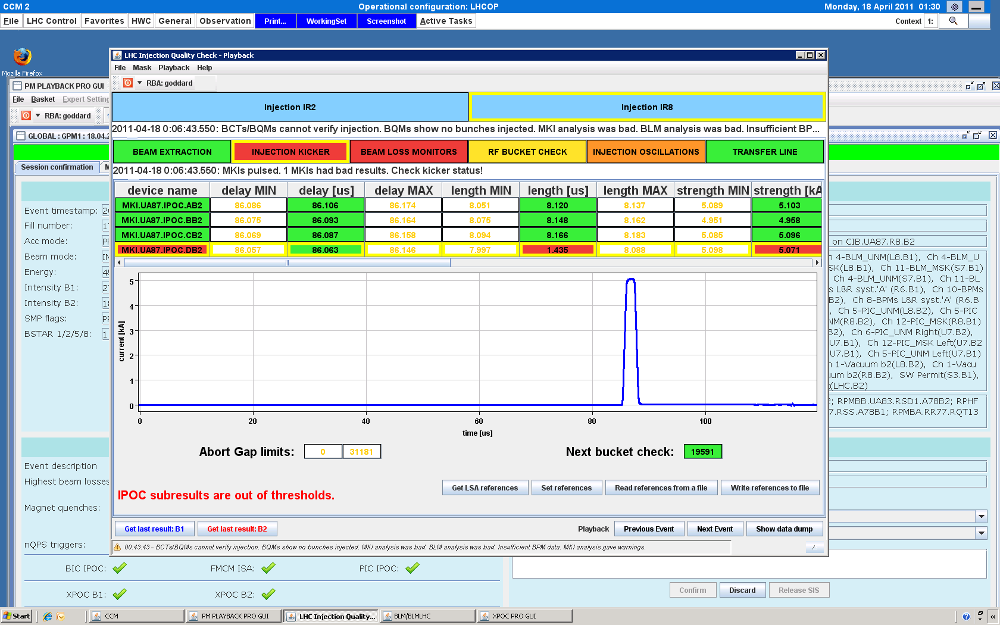 CCM 2
Operational configuration: LHCOP
Monday, 18 April 2011 01:30
File LHC Control Favorites HWC General Observation Print... WorkingSet Screenshot Active Tasks
Context 1:
Mozilla Firefox
PM PLAYBACK PRO GUI
File Basket Expert Setting
RBA: goddard
GLOBAL : GPM1 : 18.04.2
Session confirmation M
Event timestamp: 20
Fill number: 17
Acc mode:
Beam mode:
Energy: 45
Intensity B1: 27
Intensity B2: 18
SMP flags:
BSTAR 1/2/5/8: 1
Event description
Highest beam losses
Magnet quenches:
nQPS triggers:
BIC IPOC: FMCM ISA: PIC IPOC:
XPOC B1: XPOC B2:
LHC Injection Quality Check - Playback
File Mask Playback Help
RBA: goddard
Injection IR2 Injection IR8
2011-04-18 0:06:43.550: BCTs/BQMs cannot verify injection. BQMs show no bunches injected. MKI analysis was bad. BLM analysis was bad. Insufficient BP...
BEAM EXTRACTION INJECTION KICKER BEAM LOSS MONITORS RF BUCKET CHECK INJECTION OSCILLATIONS TRANSFER LINE
2011-04-18 0:06:43.550: MKIs pulsed. 1 MKIs had bad results. Check kicker status!
device name delay MIN delay [us] delay MAX length MIN length [us] length MAX strength MIN strength [kA
MKI.UA87.IPOC.AB2 86.086 86.106 86.174 8.051 8.120 8.137 5.089 5.103
MKI.UA87.IPOC.BB2 86.075 86.093 86.164 8.075 8.148 8.162 4.951 4.958
MKI.UA87.IPOC.CB2 86.069 86.087 86.158 8.094 8.166 8.183 5.085 5.096
MKI.UA87.IPOC.DB2 86.057 86.063 86.146 7.997 1.435 8.088 5.098 5.071
5
4
3
2
1
0
current [kA]
0 20 40 60 80 100
time [us]
Abort Gap limits: 0 31181
Next bucket check: 19591
Get LSA references Set references Read references from a file Write references to file
IPOC subresults are out of thresholds.
Get last result: B1 Get last result: B2
Playback Previous Event Next Event Show data dump
00:43:43 - BCTs/BQMs cannot verify injection. BQMs show no bunches injected. MKI analysis was bad. BLM analysis was bad. Insufficient BPM data. MKI analysis gave warnings.
on CIB.UA87.R8.B2
4-BLM_UNM(L8.B1), Ch 4-BLM_U
SK(L8.B1), Ch 11-BLM_MSK(S7.B1)
Ch 4-BLM_UNM(S7.B1), Ch 11-BL
s L&R syst.'A' (R6.B1), Ch 10-BPMs
B2), Ch 8-BPMs L&R syst.'A' (R6.B
, Ch 5-PIC_UNM(L8.B2), Ch 5-PIC
NM(R8.B2), Ch 12-PIC_MSK(R8.B1)
B2), Ch 6-PIC_UNM Right(U7.B2),
U7.B1), Ch 12-PIC_MSK Left(U7.B2
U7.B1), Ch 5-PIC_UNM Left(U7.B1)
1-Vacuum b2(L8.B2), Ch 1-Vacu
um b2(R8.B2), SW Permit(S3.B1),
t(LHC.B2)
2; RPMBB.UA83.RSD1.A78B2; RPHF
7.RSS.A78B1; RPMBA.RR77.RQT13
Confirm Discard Release SIS
Start CCM PM PLAYBACK PRO GUI LHC Injection Quality... BLM/BLMLHC XPOC PRO GUI